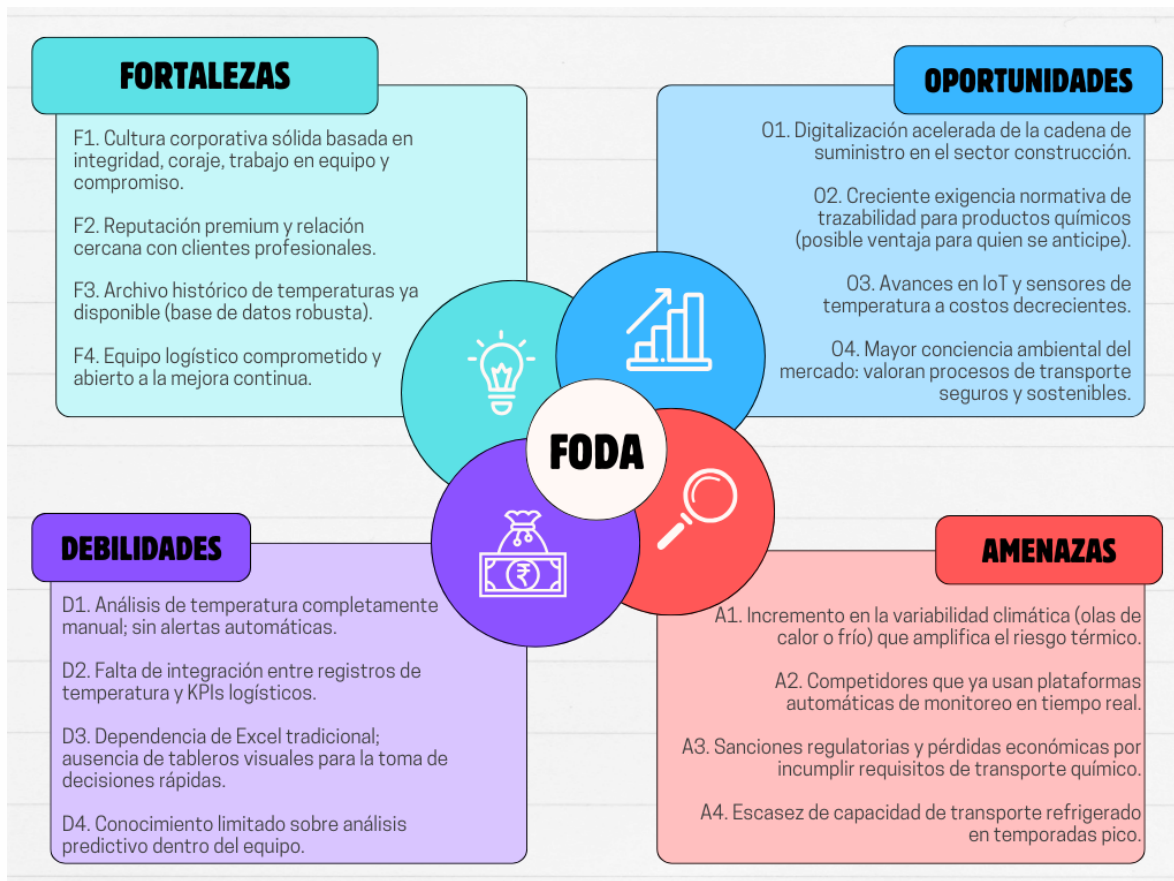 FORTALEZAS
F1. Cultura corporativa sólida basada en
integridad, coraje, trabajo en equipo y
compromiso.
F2. Reputación premium y relación
cercana con clientes profesionales.
F3. Archivo histórico de temperaturas ya
disponible (base de datos robusta).
F4. Equipo logístico comprometido y
abierto a la mejora continua.
OPORTUNIDADES
O1. Digitalización acelerada de la cadena de
suministro en el sector construcción.
O2. Creciente exigencia normativa de
trazabilidad para productos químicos
(posible ventaja para quien se anticipe).
O3. Avances en IoT y sensores de
temperatura a costos decrecientes.
O4. Mayor conciencia ambiental del
mercado: valoran procesos de transporte
seguros y sostenibles.
FODA
DEBILIDADES
D1. Análisis de temperatura completamente
manual; sin alertas automáticas.
D2. Falta de integración entre registros de
temperatura y KPIs logísticos.
D3. Dependencia de Excel tradicional;
ausencia de tableros visuales para la toma de
decisiones rápidas.
D4. Conocimiento limitado sobre análisis
predictivo dentro del equipo.
₹
AMENAZAS
A1. Incremento en la variabilidad climática (olas de
calor o frío) que amplifica el riesgo térmico.
A2. Competidores que ya usan plataformas
automáticas de monitoreo en tiempo real.
A3. Sanciones regulatorias y pérdidas económicas por
incumplir requisitos de transporte químico.
A4. Escasez de capacidad de transporte refrigerado
en temporadas pico.